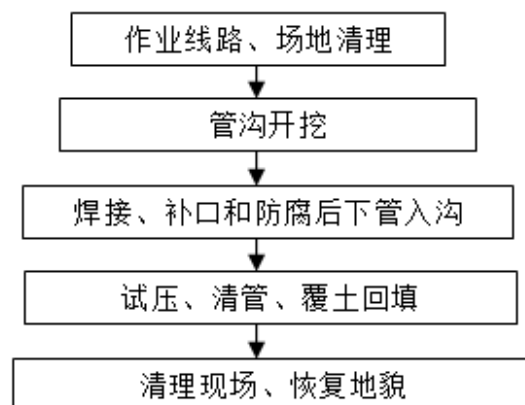 作业线路、场地清理
管沟开挖
焊接、补口和防腐后下管入沟
试压、清管、覆土回填
清理现场、恢复地貌